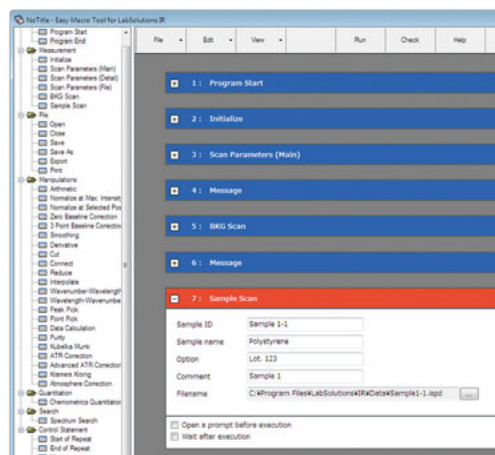 NoTitle - Easy Macro Tool for LabSolutions IR
Program Start
Program End
Measurement
Initialize
Scan Parameters (Main)
Scan Parameters (Detail)
Scan Parameters (File)
BKG Scan
Sample Scan
File
Open
Close
Save
Save As
Export
Print
Manipulations
Arithmetic
Normalize at Max. Intensity
Normalize at Selected Pos
Zero Baseline Correction
3 Point Baseline Correction
Smoothing
Derivative
Cut
Connect
Reduce
Interpolate
Wavenumber-Wavelength
Wavelength-Wavenumbe
Peak Pick
Point Pick
Data Calculation
Purity
Kubelka Munk
ATR Correction
Advanced ATR Correction
Kramers Kronig
Atmosphere Correction
Quantitation
Chemometrics Quantitation
Search
Spectrum Search
Control Statement
Start of Repeat
End of Repeat
File Edit View Run Check Help
1 : Program Start
2 : Initialize
3 : Scan Parameters (Main)
4 : Message
5 : BKG Scan
6 : Message
7 : Sample Scan
Sample ID Sample 1-1
Sample name Polystyrene
Option Lot. 123
Comment Sample 1
Filename C:¥Program Files¥LabSolutions¥IR¥Data¥Sample1-1.ispd ...
Open a prompt before execution
Wait after execution